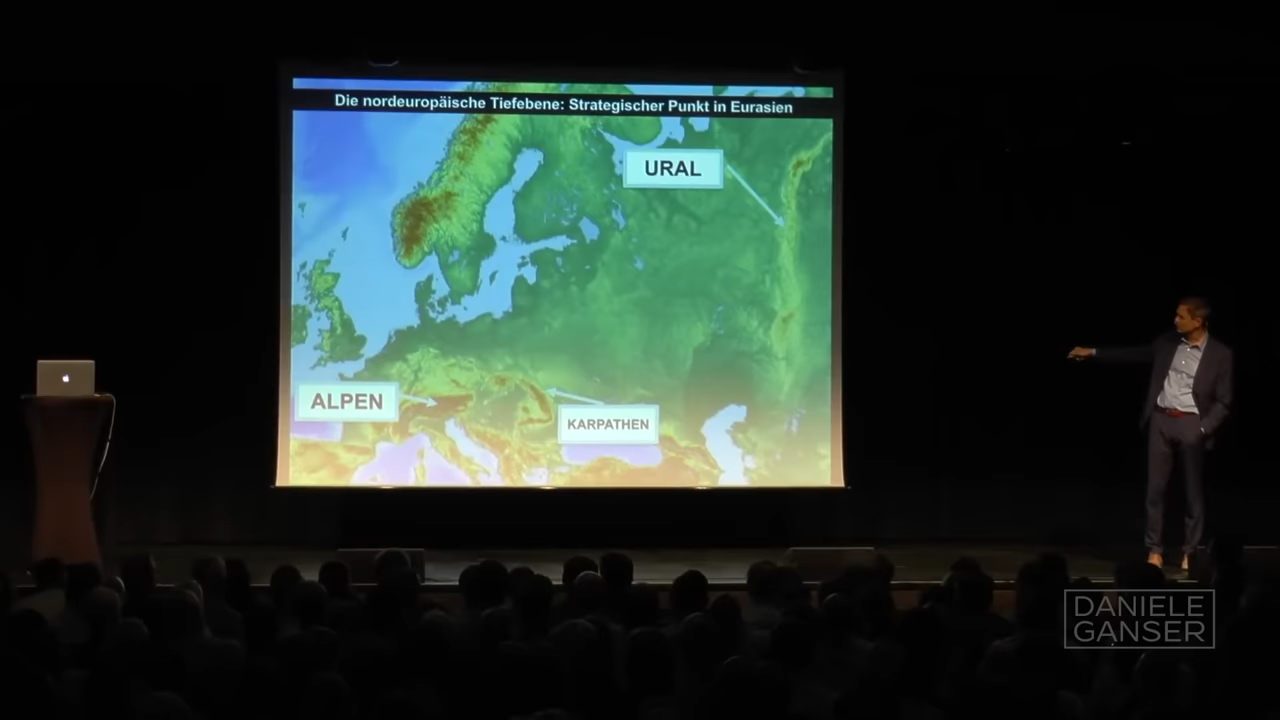 Die nordeuropäische Tiefebene: Strategischer Punkt in Eurasien
URAL
ALPEN
KARPATHEN
DANIELE
GANSER